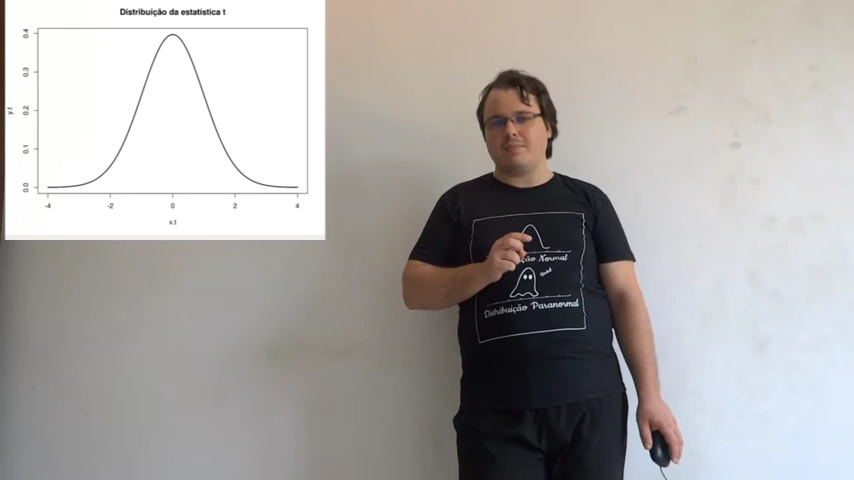 Distribuição da estatística t
y.t
0.4
0.3
0.2
0.1
0.0
-4 -2 0 2 4
x.t
Normal
Distribuição Paranormal